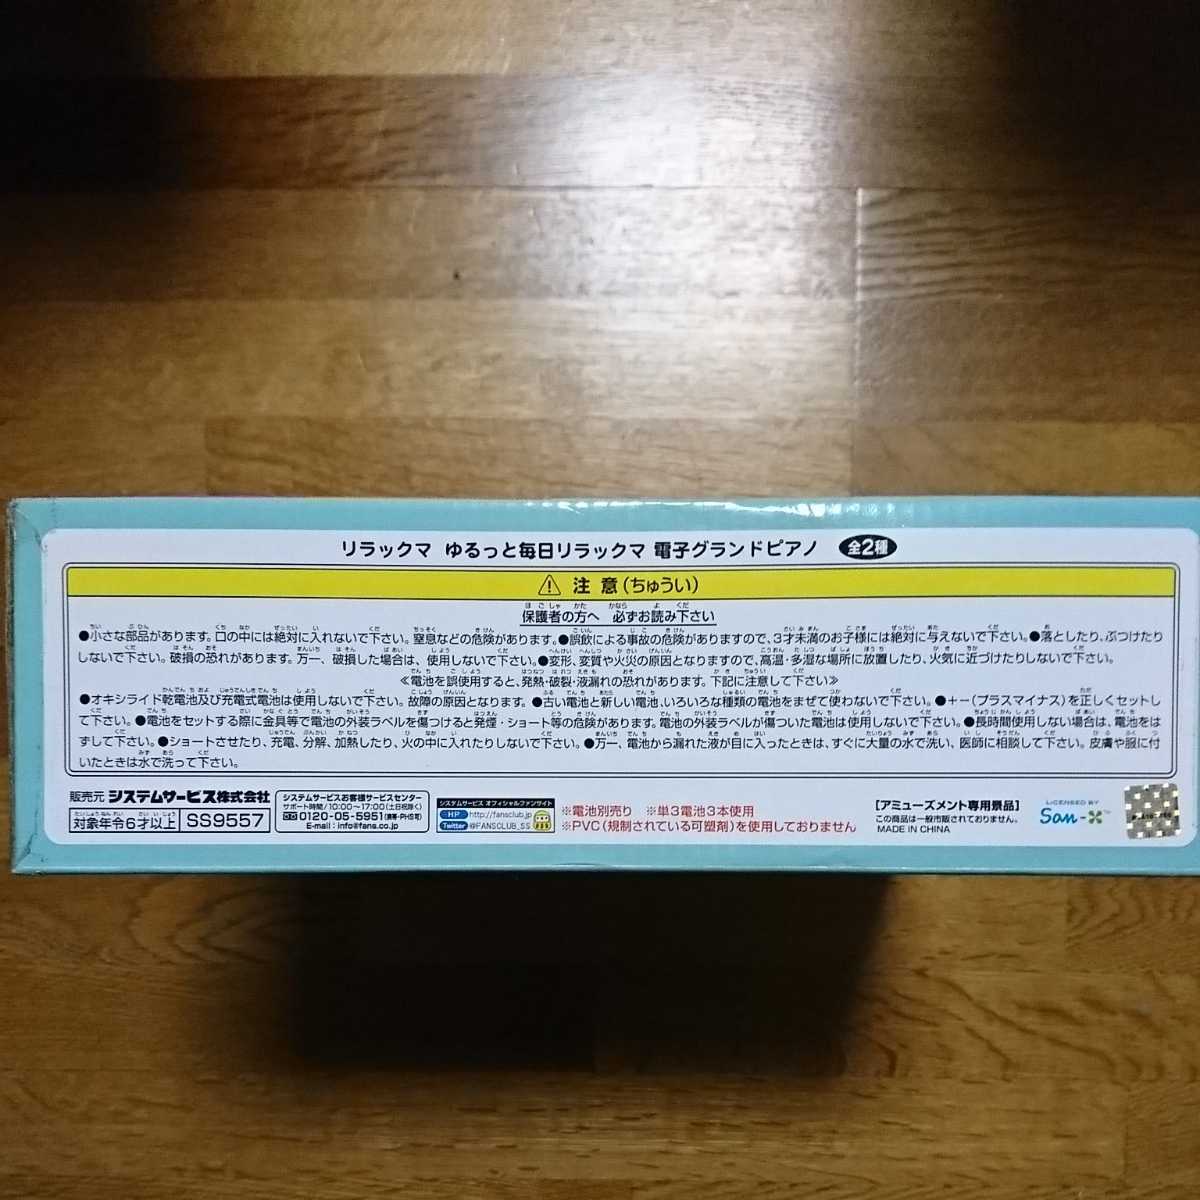 リラックマ ゆるっと毎日リラックマ 電子グランドピアノ 全2種
注意(ちゅうい)
保護者の方へ 必ずお読み下さい
●小さな部品があります。口の中には絶対に入れないで下さい。窒息などの危険があります。●誤飲による事故の危険がありますので、3才未満のお子様には絶対に与えないで下さい。●落としたり、ぶつけたり
しないで下さい。破損の恐れがあります。万一、破損した場合は、使用しないで下さい。●変形、変質や火災の原因となりますので、高温・多湿な場所に放置したり、火気に近づけたりしないで下さい。
≪電池を誤使用すると、発熱・破裂・液漏れの恐れがあります。下記に注意して下さい≫
●オキシライド乾電池及び充電式電池は使用しないで下さい。故障の原因となります。●古い電池と新しい電池、いろいろな種類の電池をまぜて使わないで下さい。●+-(プラスマイナス)を正しくセットし
て下さい。●電池をセットする際に金具等で電池の外装ラベルを傷つけると発煙・ショート等の危険があります。電池の外装ラベルが傷ついた電池は使用しないで下さい。●長時間使用しない場合は、電池をは
ずして下さい。●ショートさせたり、充電、分解、加熱したり、火の中に入れたりしないで下さい。●万一、電池から漏れた液が目に入ったときは、すぐに大量の水で洗い、医師に相談して下さい。皮膚や服に付
いたときは水で洗って下さい。
販売元 システムサービス株式会社
対象年令6才以上 SS9557
システムサービスお客様サービスセンター
サポート時間/10:00〜17:00(土日祝除く)
0120-05-5951(携帯・PHS可)
E-mail:info@fans.co.jp
システムサービス オフィシャルファンサイト
HP http://fansclub.jp
Twitter @FANSCLUB_SS
※電池別売り ※単3電池3本使用
※PVC(規制されている可塑剤)を使用しておりません
【アミューズメント専用景品】
この商品は一般市販されておりません。
MADE IN CHINA
LICENSED BY
San-X